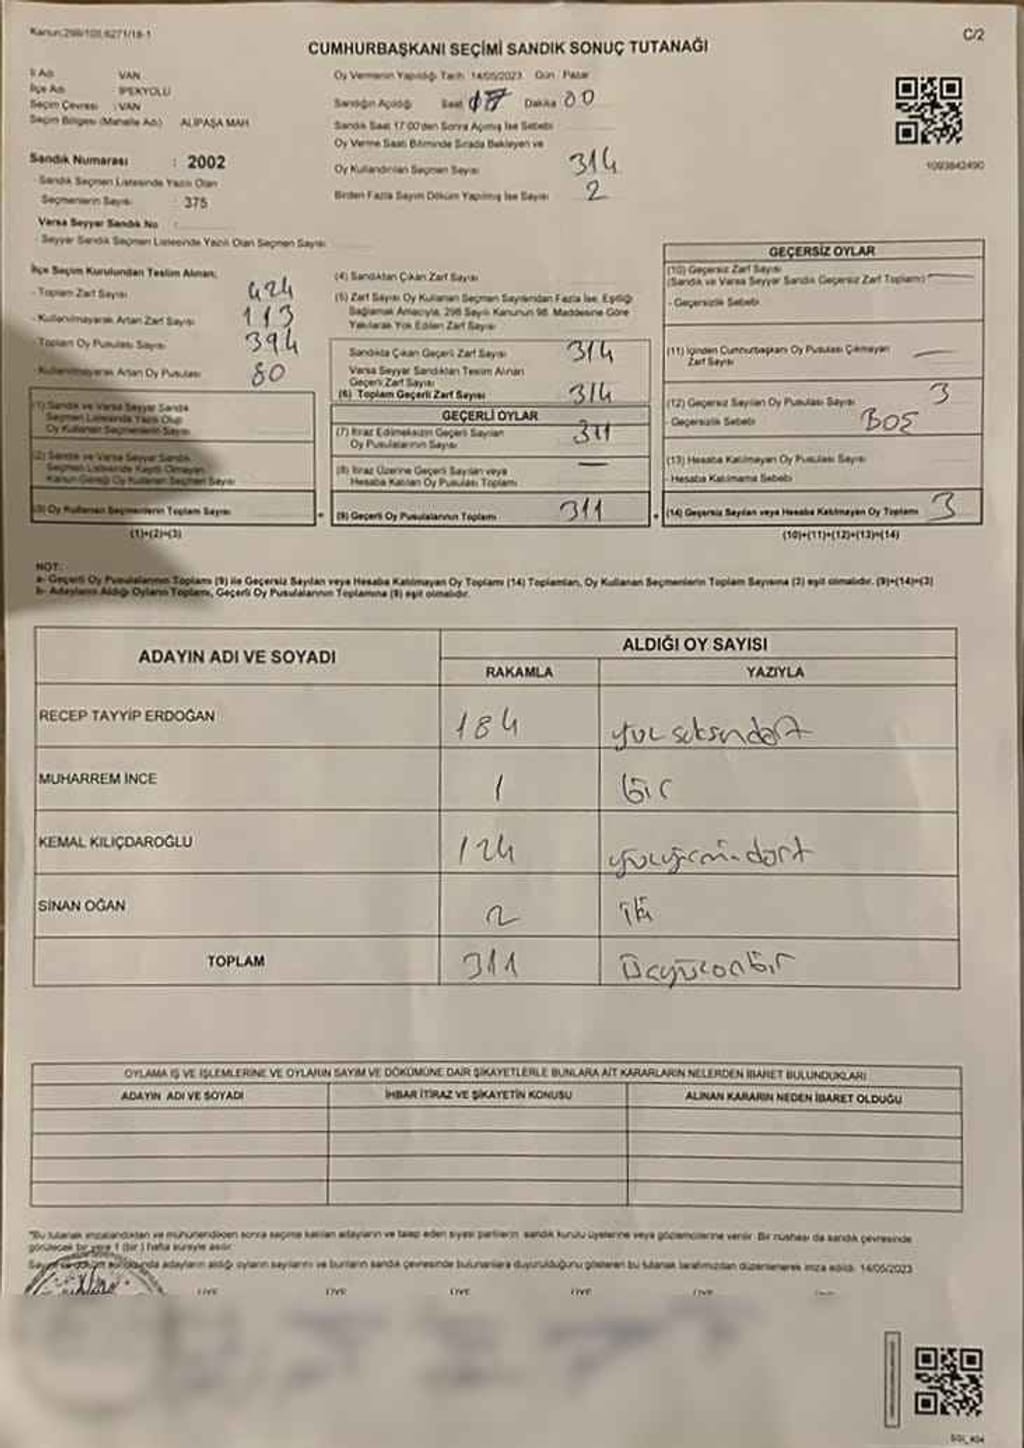 Kanun:298/100,6271/18-1
C/2
CUMHURBAŞKANI SEÇİMİ SANDIK SONUÇ TUTANAĞI
İl Adı VAN
İlçe Adı İPEKYOLU
Seçim Çevresi : VAN
Seçim Bölgesi (Mahalle Adı) ALİPAŞA MAH
Sandık Numarası : 2002
- Sandık Seçmen Listesinde Yazılı Olan
Seçmenlerin Sayısı : 375
Varsa Seyyar Sandık No :
- Seyyar Sandık Seçmen Listesinde Yazılı Olan Seçmen Sayısı
Oy Vermenin Yapıldığı Tarih 14/05/2023 Gün Pazar
Sandığın Açıldığı Saat 17 Dakika 00
Sandık Saat 17:00'den Sonra Açılmış İse Sebebi
Oy Verme Saati Bitiminde Sırada Bekleyen ve
Oy Kullandırılan Seçmen Sayısı 314
Birden Fazla Sayım Döküm Yapılmış İse Sayısı 2
1093842490
İlçe Seçim Kurulundan Teslim Alınan;
- Toplam Zarf Sayısı 424
- Kullanılmayarak Artan Zarf Sayısı 113
- Toplam Oy Pusulası Sayısı 394
- Kullanılmayarak Artan Oy Pusulası 80
(1) Sandık ve Varsa Seyyar Sandık
Seçmen Listesinde Yazılı Olup
Oy Kullanan Seçmenlerin Sayısı
(2) Sandık ve Varsa Seyyar Sandık
Seçmen Listesinde Kayıtlı Olmayan
Kanun Gereği Oy Kullanan Seçmen Sayısı
(3) Oy Kullanan Seçmenlerin Toplam Sayısı
(1)+(2)=(3)
(4) Sandıktan Çıkan Zarf Sayısı
(5) Zarf Sayısı Oy Kullanan Seçmen Sayısından Fazla İse, Eşitliği
Sağlamak Amacıyla, 298 Sayılı Kanunun 98. Maddesine Göre
Yakılarak Yok Edilen Zarf Sayısı
Sandıkta Çıkan Geçerli Zarf Sayısı 314
Varsa Seyyar Sandıktan Teslim Alınan
Geçerli Zarf Sayısı
(6) Toplam Geçerli Zarf Sayısı 314
GEÇERLİ OYLAR
(7) İtiraz Edilmeksizin Geçerli Sayılan
Oy Pusulalarının Sayısı 311
(8) İtiraz Üzerine Geçerli Sayılan veya
Hesaba Katılan Oy Pusulası Toplamı —
(9) Geçerli Oy Pusulalarının Toplamı 311
GEÇERSİZ OYLAR
(10) Geçersiz Zarf Sayısı
(Sandık ve Varsa Seyyar Sandık Geçersiz Zarf Toplamı) —
- Geçersizlik Sebebi
(11) İçinden Cumhurbaşkanı Oy Pusulası Çıkmayan
Zarf Sayısı —
(12) Geçersiz Sayılan Oy Pusulası Sayısı 3
- Geçersizlik Sebebi BOŞ
(13) Hesaba Katılmayan Oy Pusulası Sayısı
- Hesaba Katılmama Sebebi
(14) Geçersiz Sayılan veya Hesaba Katılmayan Oy Toplamı 3
(10)+(11)+(12)+(13)=(14)
NOT:
a- Geçerli Oy Pusulalarının Toplamı (9) ile Geçersiz Sayılan veya Hesaba Katılmayan Oy Toplamı (14) Toplamları, Oy Kullanan Seçmenlerin Toplam Sayısına (3) eşit olmalıdır. (9)+(14)=(3)
b- Adayların Aldığı Oyların Toplamı, Geçerli Oy Pusulalarının Toplamına (9) eşit olmalıdır.
ADAYIN ADI VE SOYADI ALDIĞI OY SAYISI
RAKAMLA YAZIYLA
RECEP TAYYİP ERDOĞAN 184 yüz seksendört
MUHARREM İNCE 1 bir
KEMAL KILIÇDAROĞLU 124 yüzyirmidört
SİNAN OĞAN 2 iki
TOPLAM 311 Üçyüzonbir
OYLAMA İŞ VE İŞLEMLERİNE VE OYLARIN SAYIM VE DÖKÜMÜNE DAİR ŞİKAYETLERLE BUNLARA AİT KARARLARIN NELERDEN İBARET BULUNDUKLARI
ADAYIN ADI VE SOYADI İHBAR İTİRAZ VE ŞİKAYETİN KONUSU ALINAN KARARIN NEDEN İBARET OLDUĞU
*Bu tutanak imzalandıktan ve mühürlendikten sonra seçime katılan adayların ve talep eden siyasi partilerin sandık kurulu üyelerine veya gözlemcilerine verilir. Bir nüshası da sandık çevresinde
görülecek bir yere 1 (bir) hafta süreyle asılır.
adayların aldığı oyların sayılarını ve bunların sandık çevresinde bulunanlara duyurulduğunu gösteren bu tutanak tarafımızdan düzenlenerek imza edildi. 14/05/2023
ÜYE ÜYE ÜYE ÜYE ÜYE